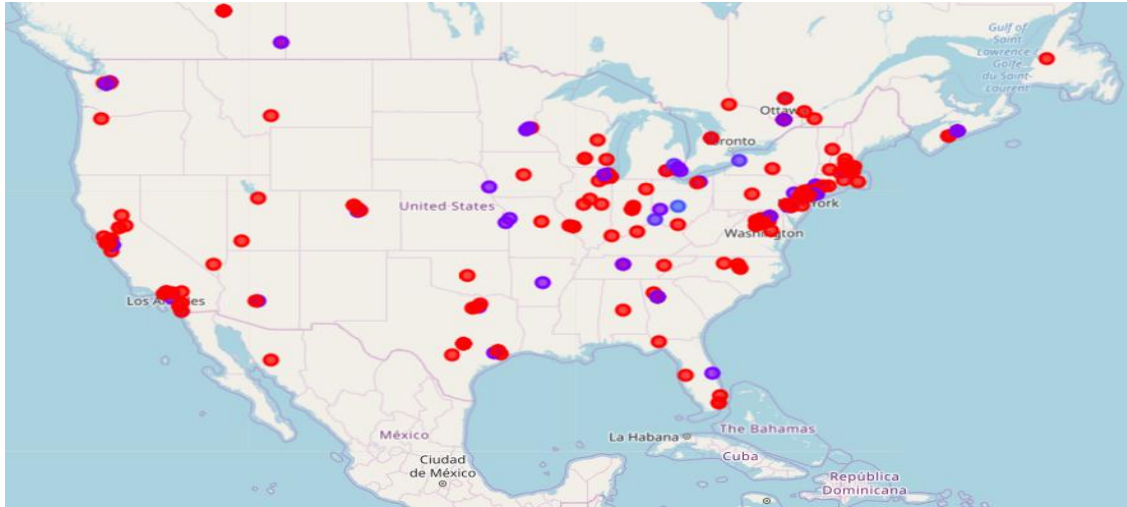 Gulf of
Saint
Lawrence
Golfe
du Saint-
Laurent
Ottawa
Toronto
United States
York
Washington
Los Angeles
México
La Habana
The Bahamas
Cuba
Ciudad
de México
República
Dominicana